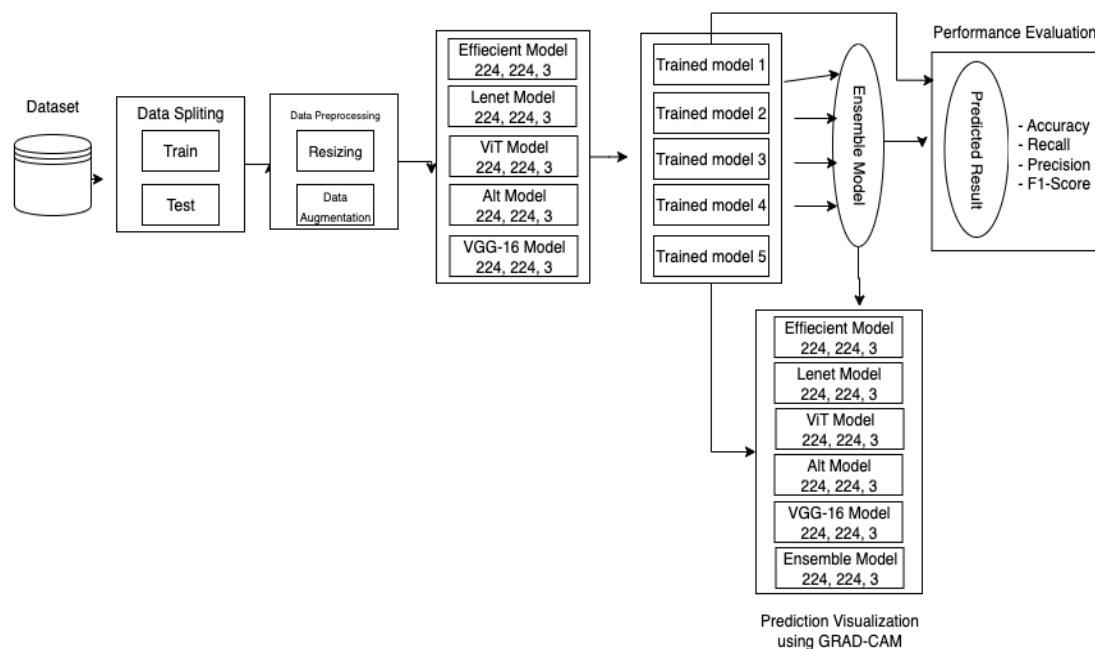 Dataset
Data Spliting
Train
Test
Data Preprocessing
Resizing
Data
Augmentation
Effiecient Model
224, 224, 3
Lenet Model
224, 224, 3
ViT Model
224, 224, 3
Alt Model
224, 224, 3
VGG-16 Model
224, 224, 3
Trained model 1
Trained model 2
Trained model 3
Trained model 4
Trained model 5
Ensemble Model
Performance Evaluation
Predicted Result
- Accuracy
- Recall
- Precision
- F1-Score
Effiecient Model
224, 224, 3
Lenet Model
224, 224, 3
ViT Model
224, 224, 3
Alt Model
224, 224, 3
VGG-16 Model
224, 224, 3
Ensemble Model
224, 224, 3
Prediction Visualization
using GRAD-CAM